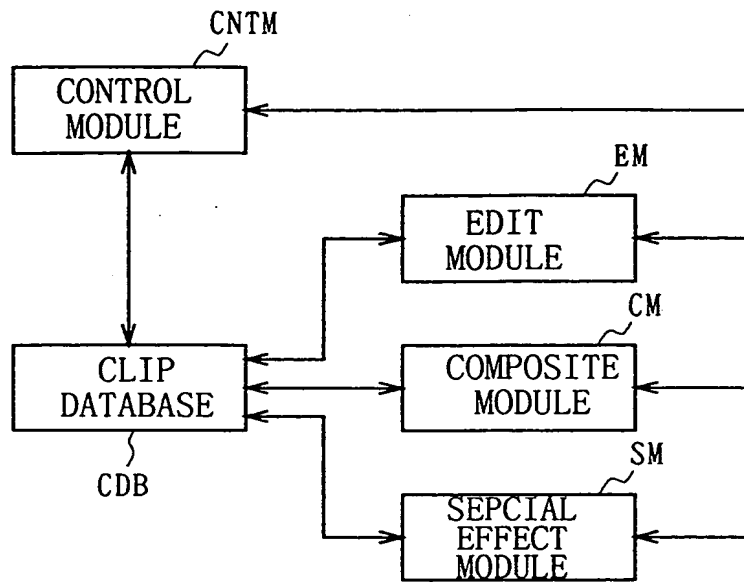 CNTM
CONTROL
MODULE
EM
EDIT
MODULE
CM
COMPOSITE
MODULE
CLIP
DATABASE
CDB
SM
SEPCIAL
EFFECT
MODULE